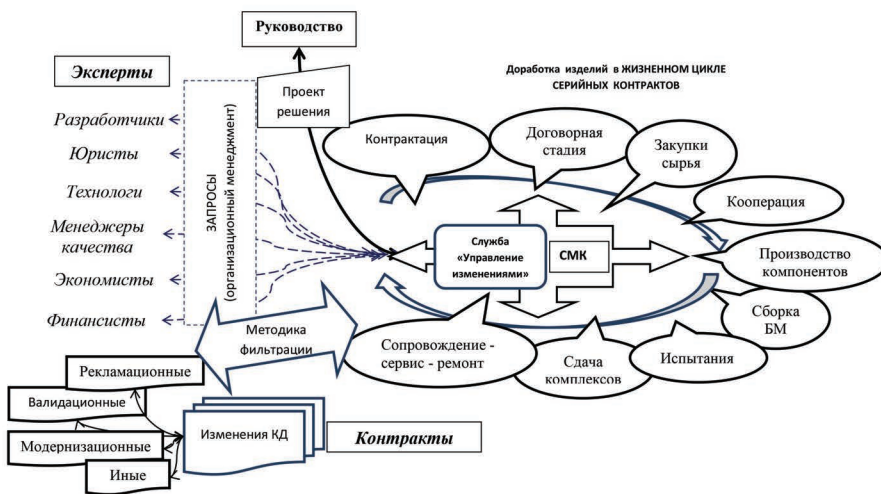 Руководство
Эксперты
Проект
решения
ЗАПРОСЫ
(организационный менеджмент)
Разработчики
Юристы
Технологи
Менеджеры
качества
Экономисты
Финансисты
Доработка изделий в ЖИЗНЕННОМ ЦИКЛЕ
СЕРИЙНЫХ КОНТРАКТОВ
Контрактация
Договорная
стадия
Закупки
сырья
Кооперация
Производство
компонентов
Сборка
БМ
Испытания
Сдача
комплексов
Сопровождение -
сервис - ремонт
Служба
«Управление
изменениями»
СМК
Методика
фильтрации
Рекламационные
Валидационные
Модернизационные
Иные
Изменения КД
Контракты